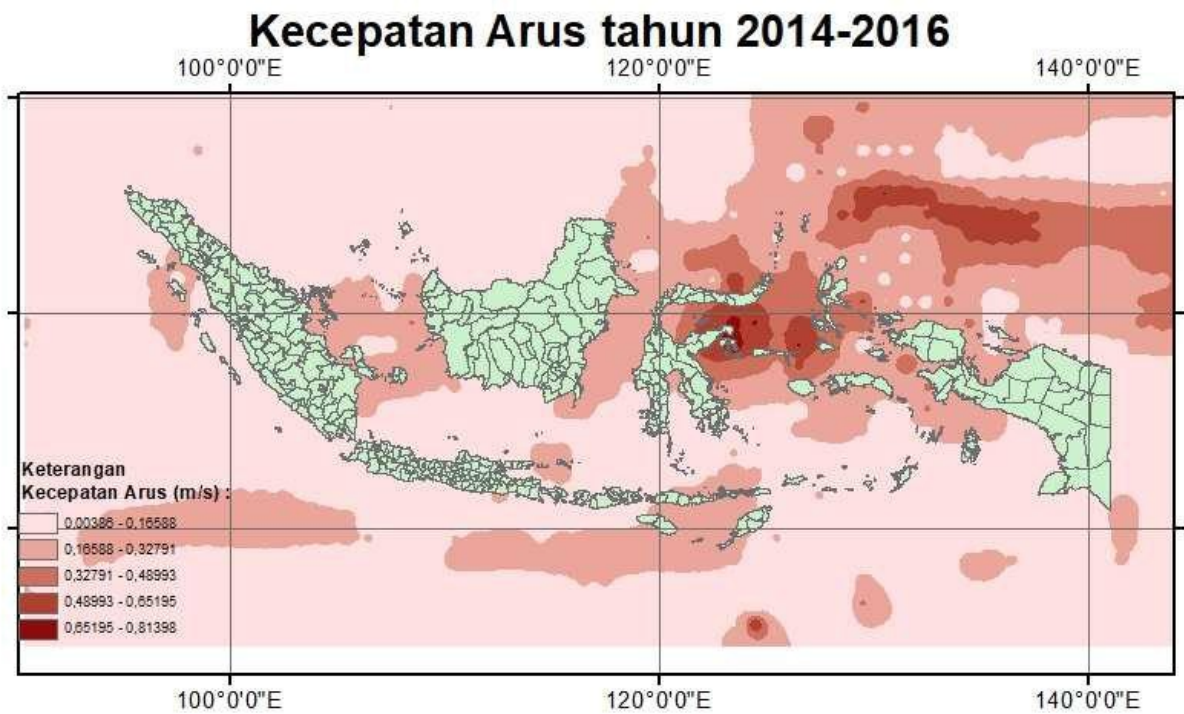 Kecepatan Arus tahun 2014-2016
100°0'0"E 120°0'0"E 140°0'0"E
Keterangan
Kecepatan Arus (m/s) :
0,00386 - 0,16588
0,16588 - 0,32791
0,32791 - 0,48993
0,48993 - 0,65195
0,65195 - 0,81398
100°0'0"E 120°0'0"E 140°0'0"E